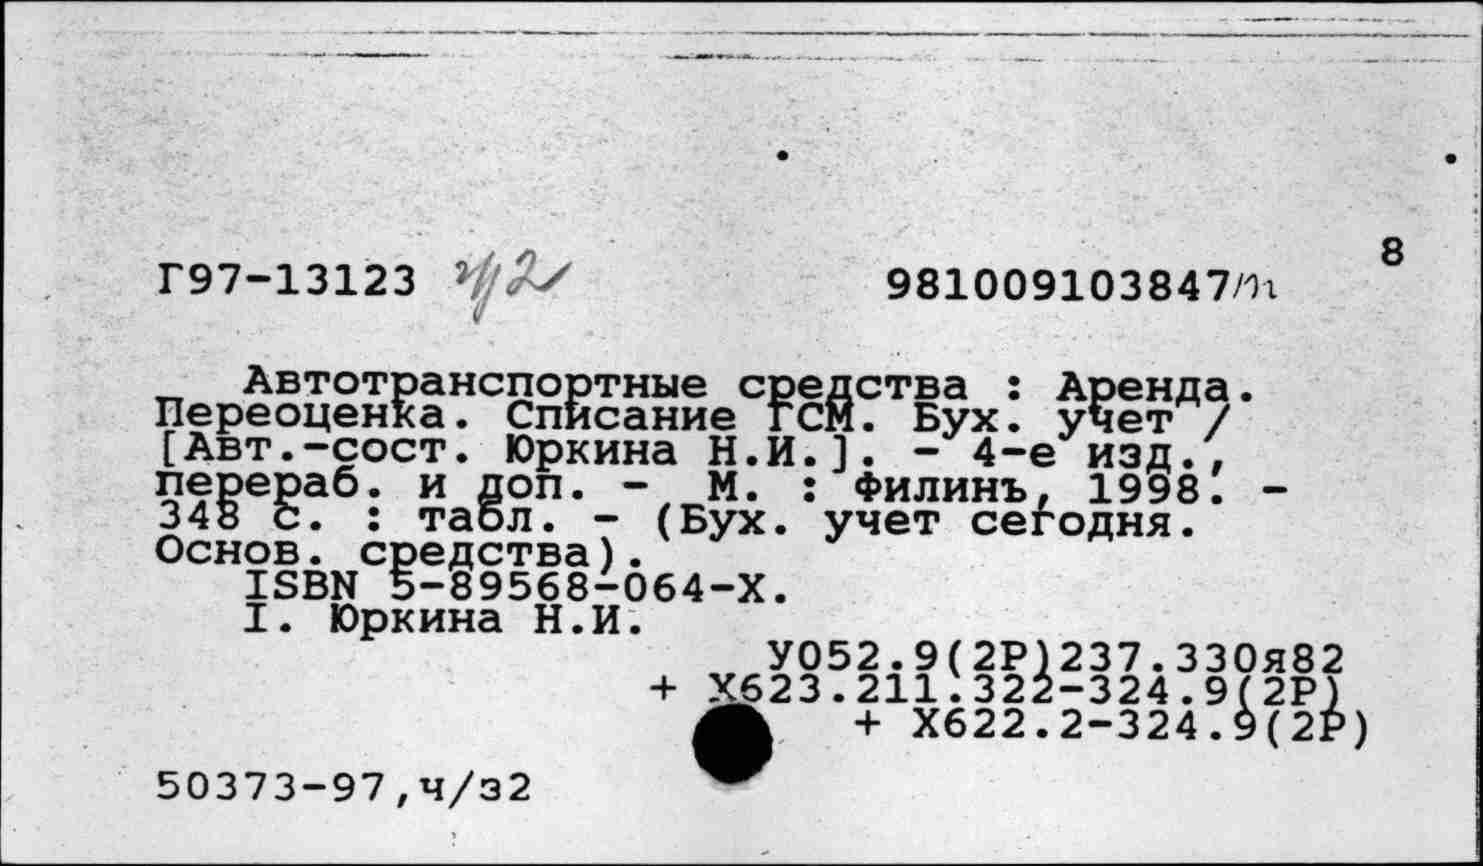 8
Г97-13123 981009103847
Автотранспортные средства : Аренда.
Переоценка. Списание ГСМ. Бух. учет /
[Авт.-сост. Юркина Н.И.]. - 4-е изд.,
перераб. и доп. - М. : Филинъ, 1998. -
348 с. : табл. - (Бух. учет сегодня.
Основ. средства).
ISBN 5-89568-064-X.
I. Юркина Н.И.
У052.9(2Р)237.330я82
+ Х623.211.322-324.9(2Р)
+ Х622.2-324.9(2Р)
50373-97,ч/з2